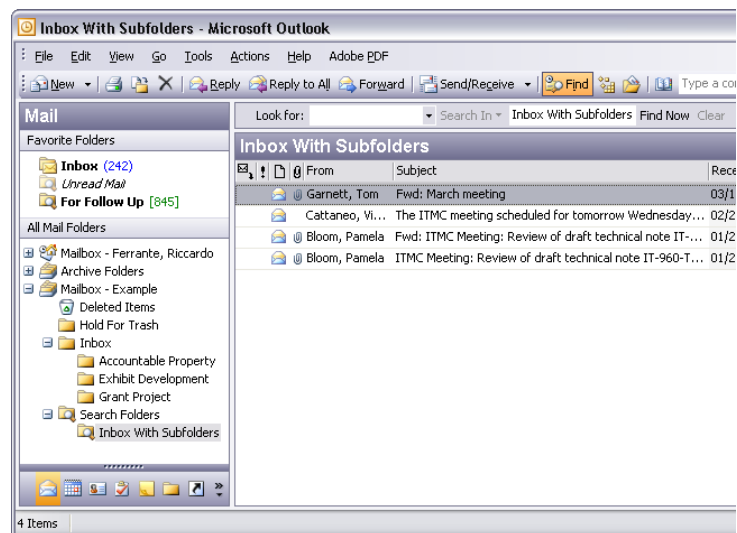 Inbox With Subfolders - Microsoft Outlook
File Edit View Go Tools Actions Help Adobe PDF
New Reply Reply to All Forward Send/Receive Find Type a co
Mail
Look for: Search In Inbox With Subfolders Find Now Clear
Favorite Folders
Inbox (242)
Unread Mail
For Follow Up [845]
All Mail Folders
Mailbox - Ferrante, Riccardo
Archive Folders
Mailbox - Example
Deleted Items
Hold For Trash
Inbox
Accountable Property
Exhibit Development
Grant Project
Search Folders
Inbox With Subfolders
Inbox With Subfolders
From Subject Rece
Garnett, Tom Fwd: March meeting 03/1
Cattaneo, Vi... The ITMC meeting scheduled for tomorrow Wednesday... 02/2
Bloom, Pamela Fwd: ITMC Meeting: Review of draft technical note IT-... 01/2
Bloom, Pamela ITMC Meeting: Review of draft technical note IT-960-T... 01/2
4 Items